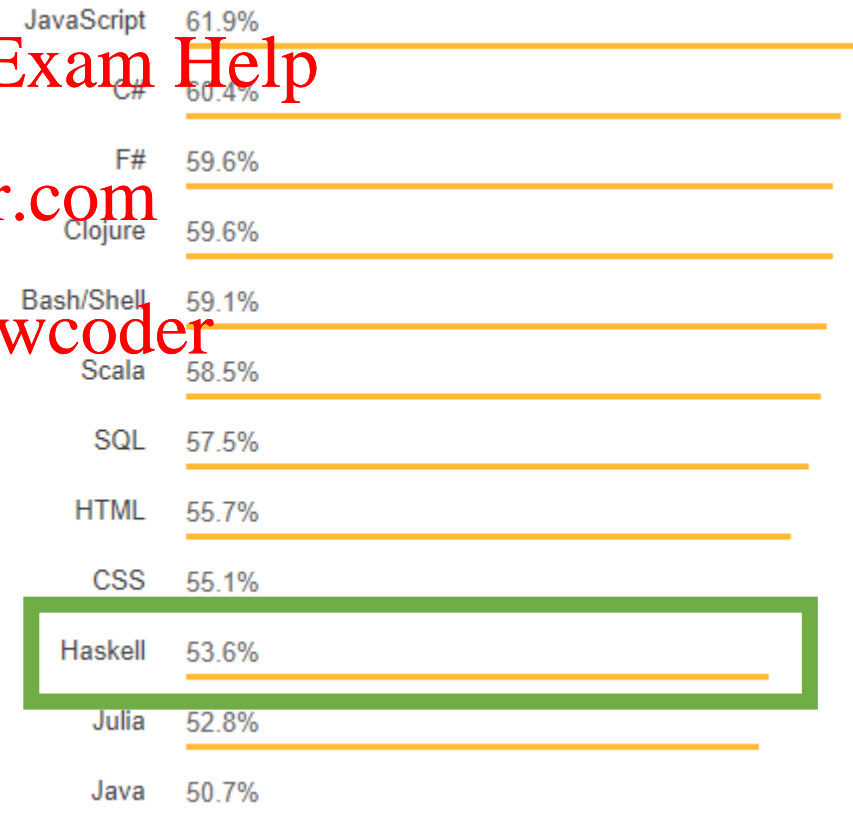 JavaScript 61.9%
Exam Help
C# 60.4%
F# 59.6%
r.com
Clojure 59.6%
Bash/Shell 59.1%
wcoder
Scala 58.5%
SQL 57.5%
HTML 55.7%
CSS 55.1%
Haskell 53.6%
Julia 52.8%
Java 50.7%